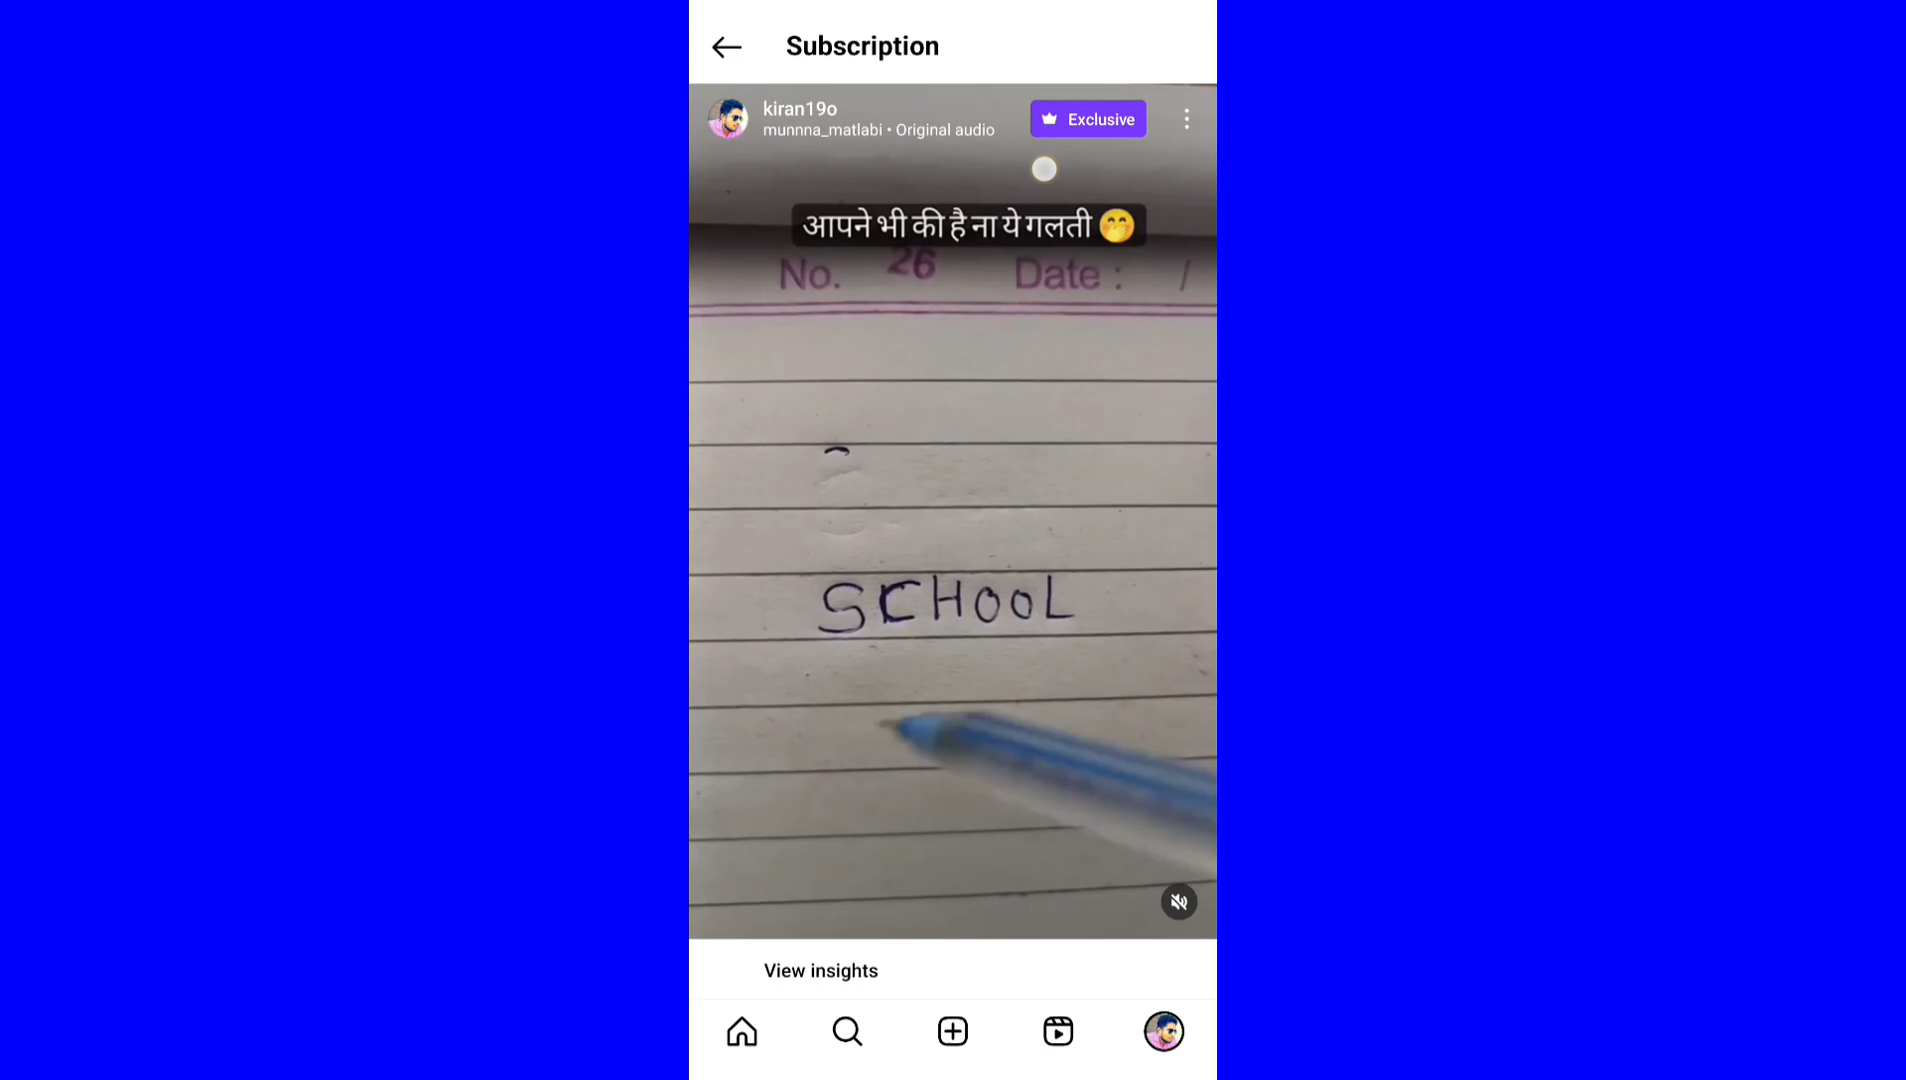 Subscription
kiran19o
munnna_matlabi • Original audio
Exclusive
आपने भी की है ना ये गलती 🤭
No. 26 Date : /
SCHOOL
View insights